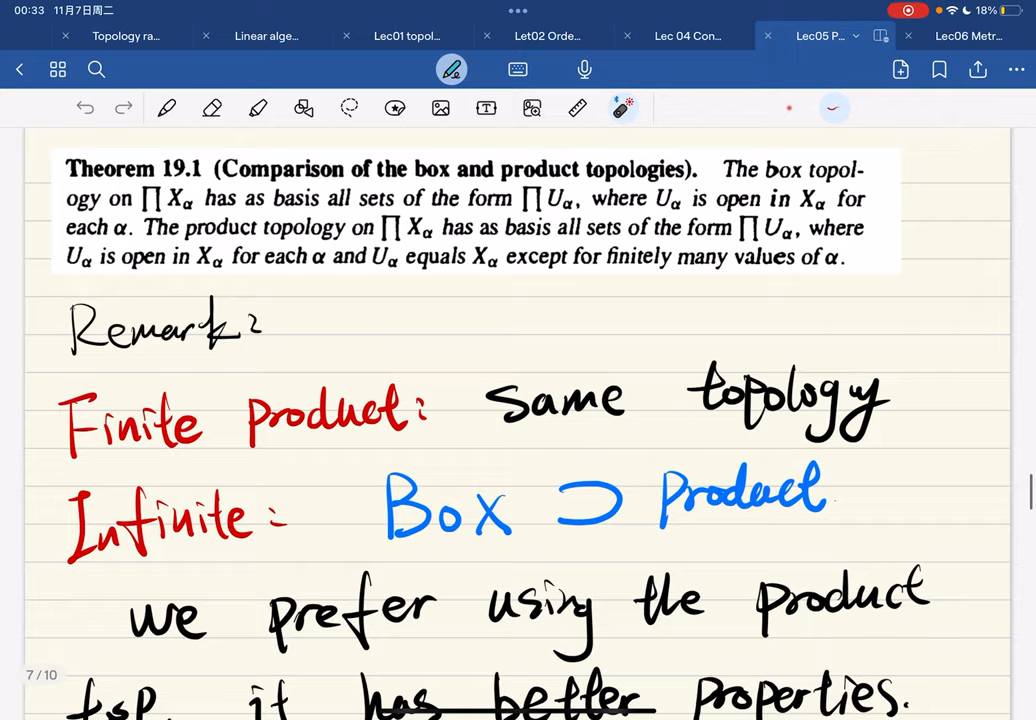 00:33 11月7日周二
18%
Topology ra...
Linear alge...
Lec01 topol...
Let02 Orde...
Lec 04 Con...
Lec05 P...
Lec06 Metr...
Theorem 19.1 (Comparison of the box and product topologies). The box topol-
ogy on ∏ Xα has as basis all sets of the form ∏ Uα, where Uα is open in Xα for
each α. The product topology on ∏ Xα has as basis all sets of the form ∏ Uα, where
Uα is open in Xα for each α and Uα equals Xα except for finitely many values of α.
Remark:
Finite product: same topology
Infinite: Box ⊃ product
we prefer using the product
7/10
top. it has better properties.